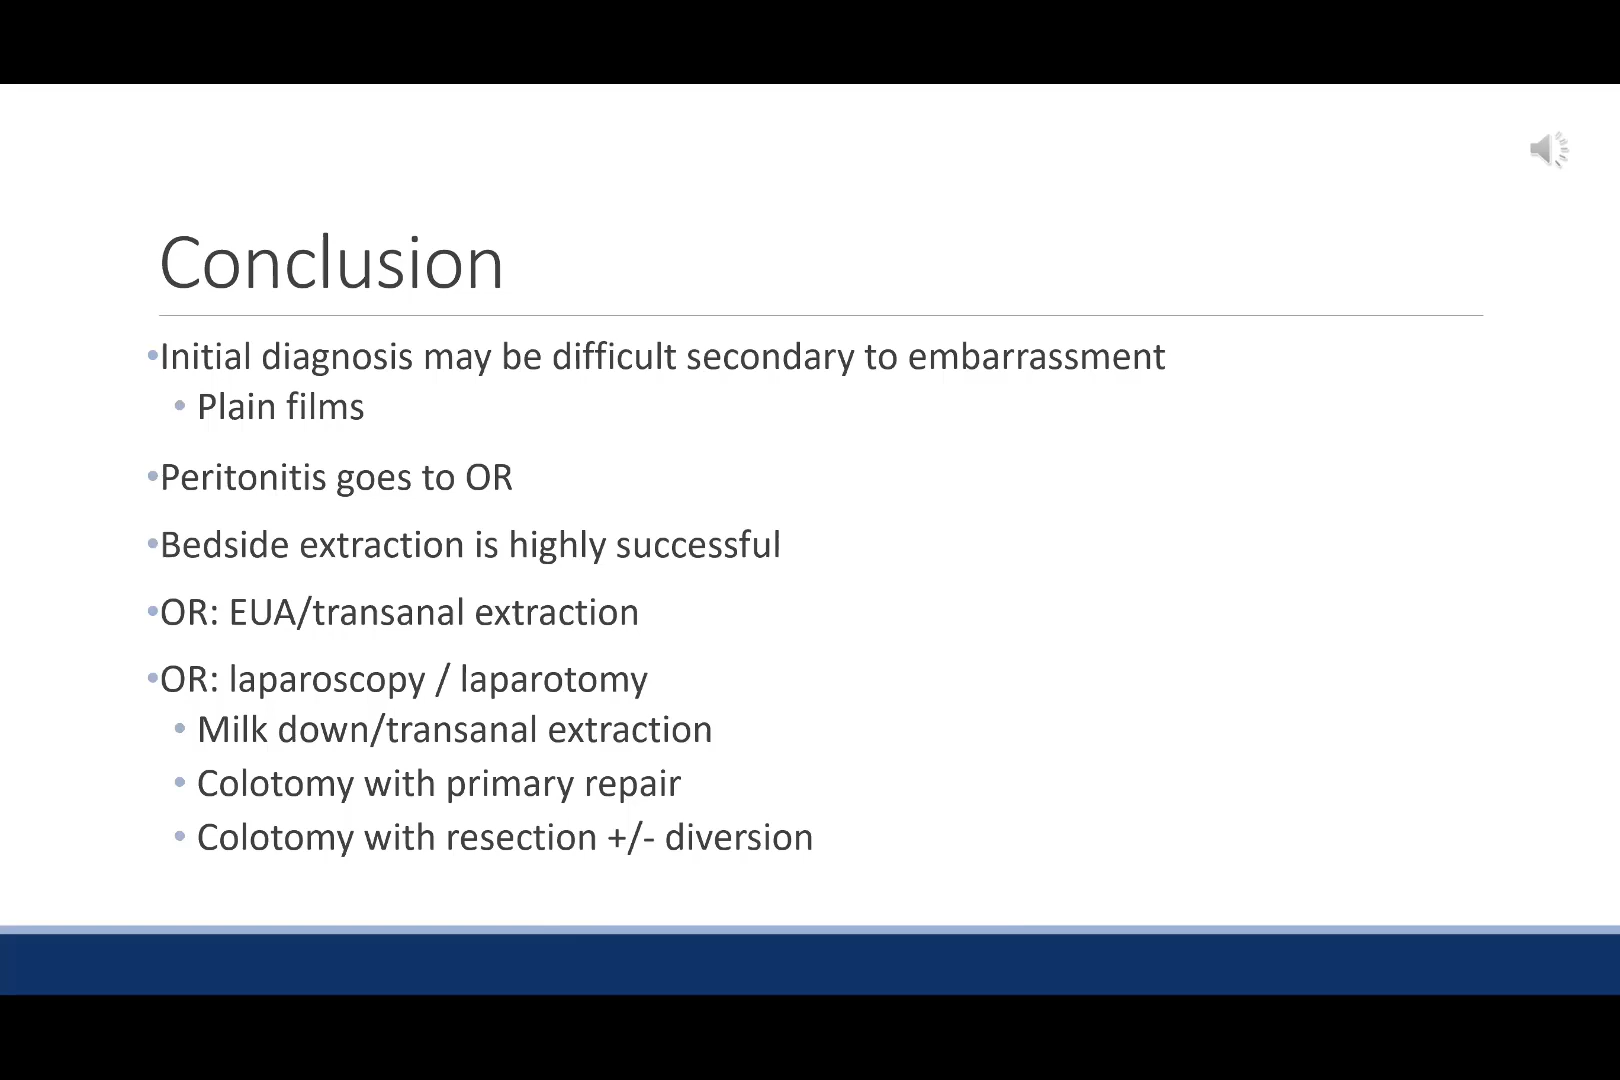 Conclusion
•Initial diagnosis may be difficult secondary to embarrassment
• Plain films
•Peritonitis goes to OR
•Bedside extraction is highly successful
•OR: EUA/transanal extraction
•OR: laparoscopy / laparotomy
• Milk down/transanal extraction
• Colotomy with primary repair
• Colotomy with resection +/- diversion